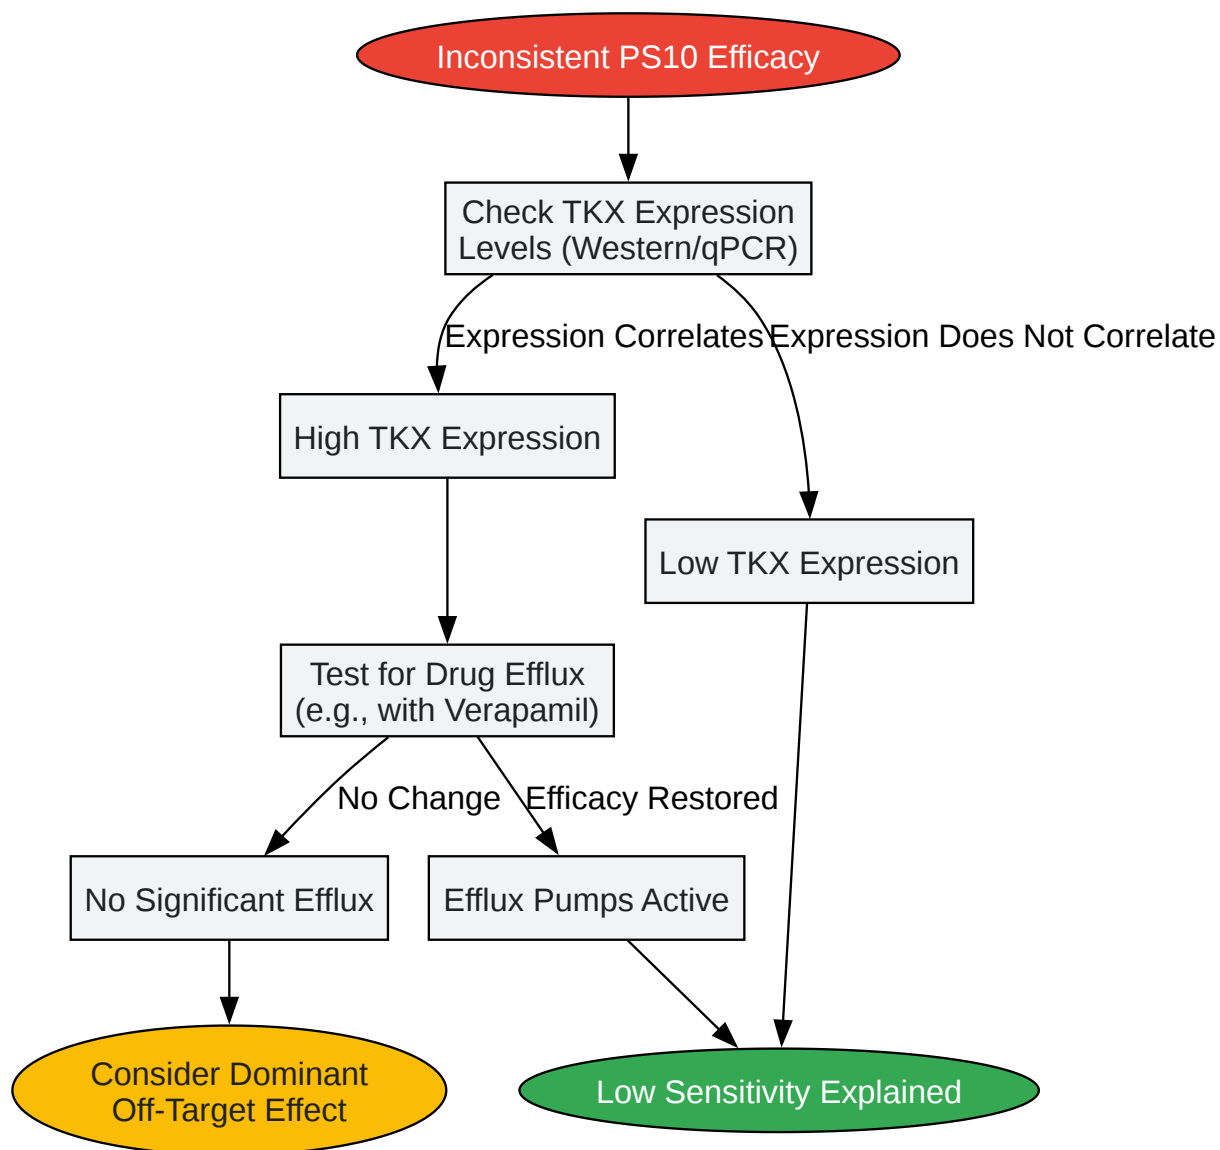 Inconsistent PS10 Efficacy
Check TKX Expression
Levels (Western/qPCR)
Expression Correlates
Expression Does Not Correlate
High TKX Expression
Low TKX Expression
Test for Drug Efflux
(e.g., with Verapamil)
No Change
Efficacy Restored
No Significant Efflux
Efflux Pumps Active
Consider Dominant
Off-Target Effect
Low Sensitivity Explained